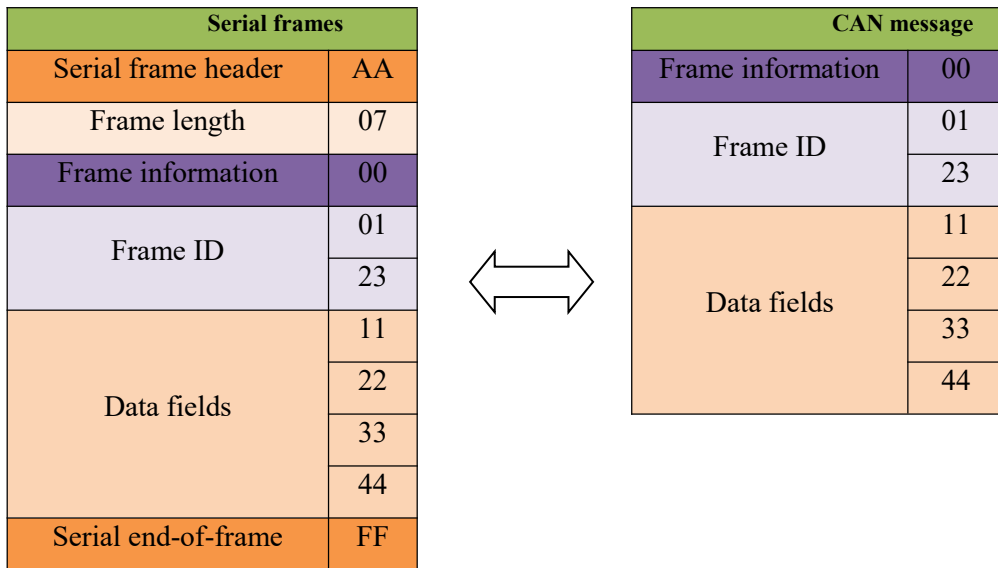 Serial frames
Serial frame header AA
Frame length 07
Frame information 00
Frame ID 01
23
Data fields 11
22
33
44
Serial end-of-frame FF
CAN message
Frame information 00
Frame ID 01
23
Data fields 11
22
33
44